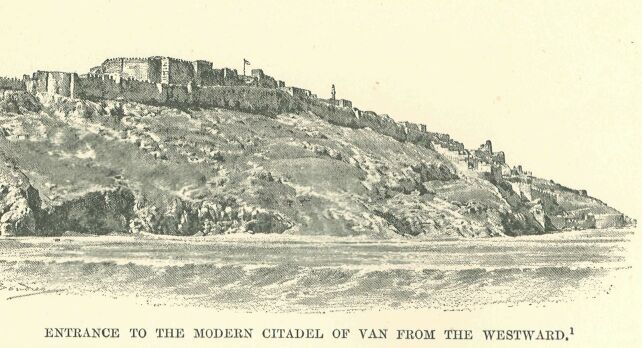 ENTRANCE TO THE MODERN CITADEL OF VAN FROM THE WESTWARD.¹